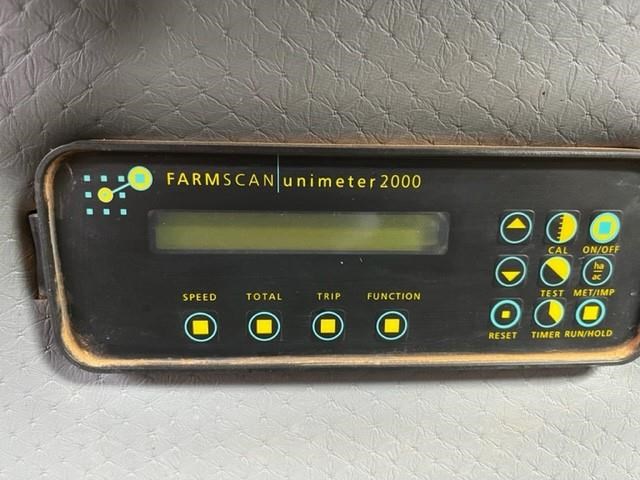 FARMSCAN unimeter2000
CAL ON/OFF
ha
ac
TEST MET/IMP
SPEED TOTAL TRIP FUNCTION
RESET TIMER RUN/HOLD